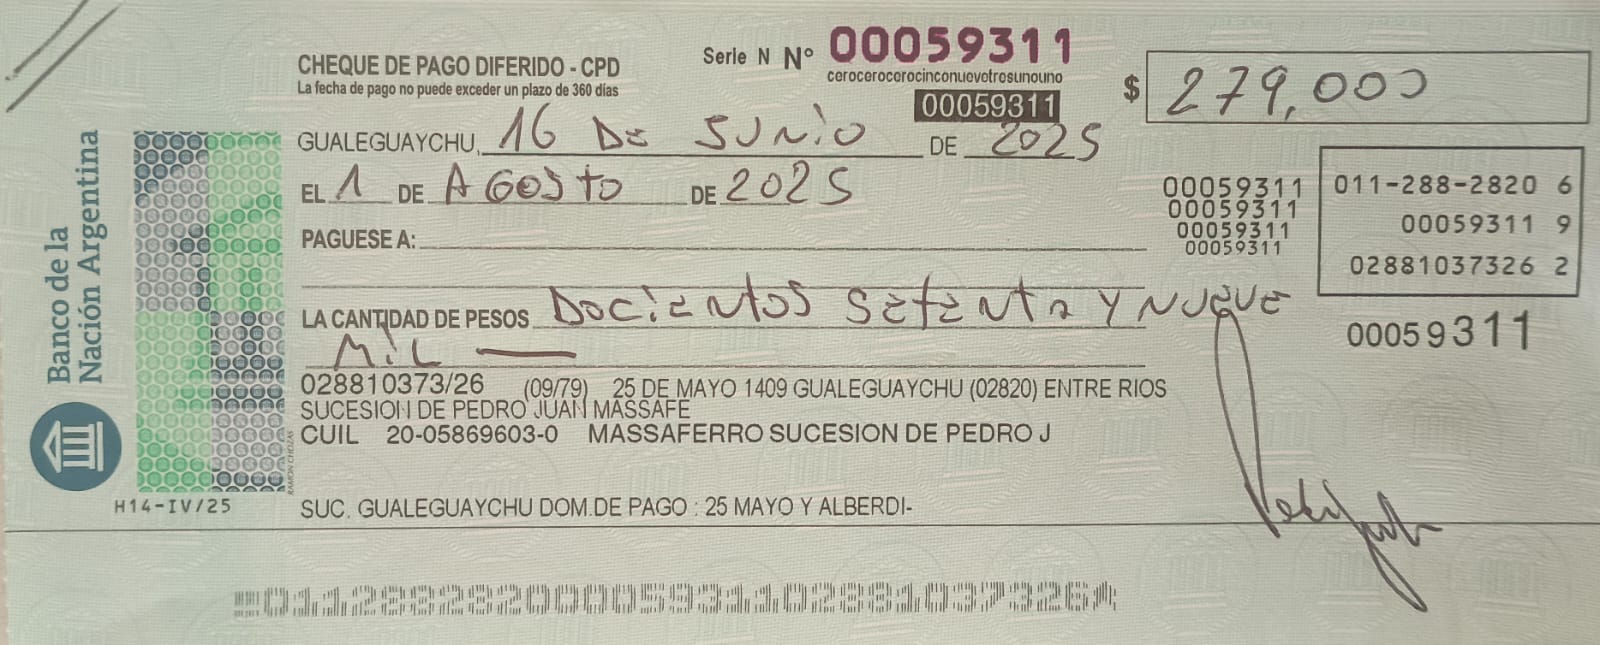 Serie N Nº 00059311
cerocerocerocinconuevetresunouno
00059311
CHEQUE DE PAGO DIFERIDO - CPD
La fecha de pago no puede exceder un plazo de 360 días
$ 279,000
GUALEGUAYCHU, 16 DE JUNIO DE 2025
EL 1 DE AGOSTO DE 2025
PAGUESE A:
00059311
00059311
00059311
00059311
011-288-2820 6
00059311 9
02881037326 2
00059311
LA CANTIDAD DE PESOS DOCIENTOS SETENTA Y NUEVE
MIL
028810373/26 (09/79) 25 DE MAYO 1409 GUALEGUAYCHU (02820) ENTRE RIOS
SUCESION DE PEDRO JUAN MASSAFE
CUIL 20-05869603-0 MASSAFERRO SUCESION DE PEDRO J
SUC. GUALEGUAYCHU DOM.DE PAGO : 25 MAYO Y ALBERDI-
Banco de la
Nación Argentina
RAMON CHOZAS
H14-IV/25
01128828200005931102881037326